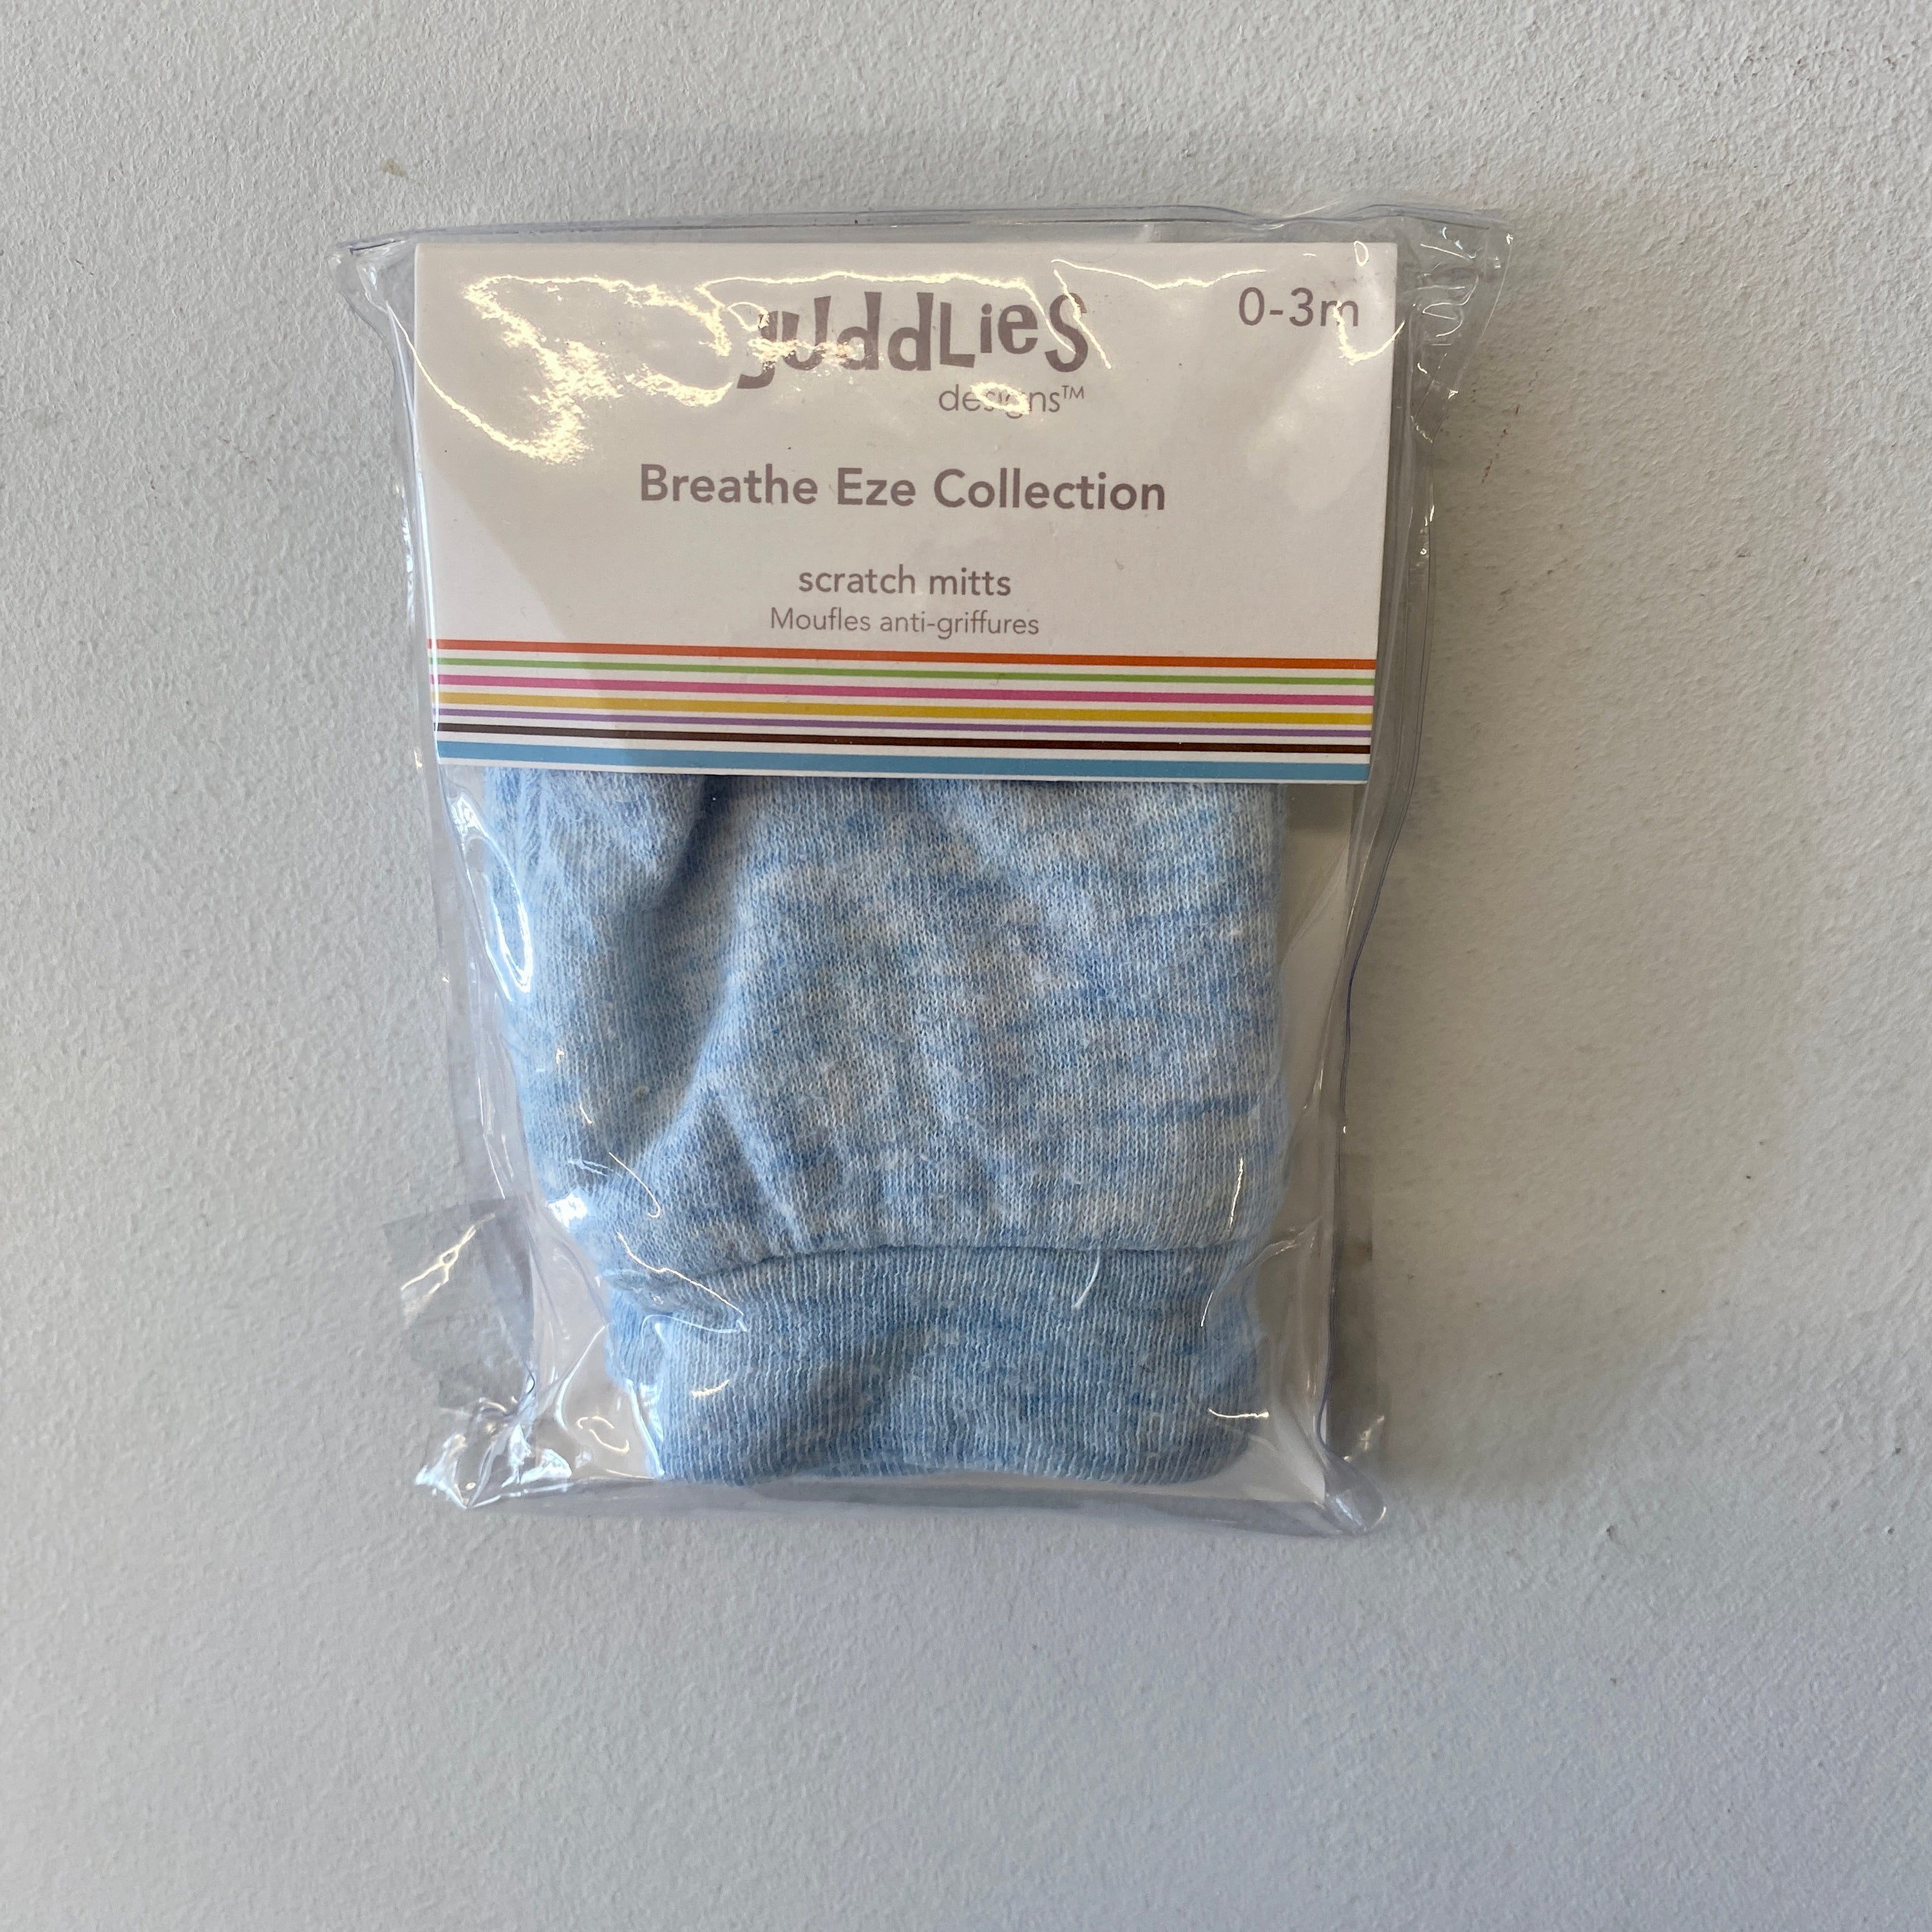 juddlies
0-3m
designs™
Breathe Eze Collection
scratch mitts
Moufles anti-griffures